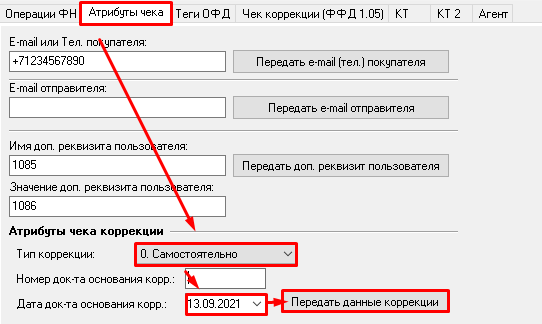 Операции ФН Атрибуты чека Теги ОФД Чек коррекции (ФФД 1.05) КТ КТ 2 Агент
E-mail или Тел. покупателя:
+71234567890 Передать e-mail (тел.) покупателя
E-mail отправителя:
Передать e-mail отправителя
Имя доп. реквизита пользователя:
1085 Передать доп. реквизит пользователя
Значение доп. реквизита пользователя:
1086
Атрибуты чека коррекции
Тип коррекции: 0. Самостоятельно
Номер док-та основания корр.:
Дата док-та основания корр.: 13.09.2021 Передать данные коррекции